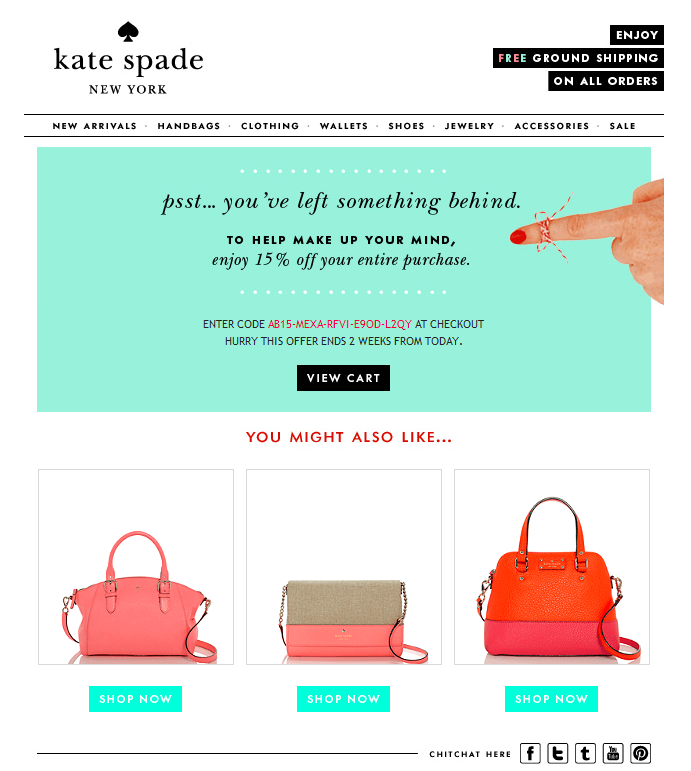 kate spade
NEW YORK
ENJOY
FREE GROUND SHIPPING
ON ALL ORDERS
NEW ARRIVALS · HANDBAGS · CLOTHING · WALLETS · SHOES · JEWELRY · ACCESSORIES · SALE
psst... you've left something behind.
TO HELP MAKE UP YOUR MIND,
enjoy 15% off your entire purchase.
ENTER CODE AB15-MEXA-RFVI-E9OD-L2QY AT CHECKOUT
HURRY THIS OFFER ENDS 2 WEEKS FROM TODAY.
VIEW CART
YOU MIGHT ALSO LIKE...
SHOP NOW SHOP NOW SHOP NOW
CHITCHAT HERE f t t You Tube P